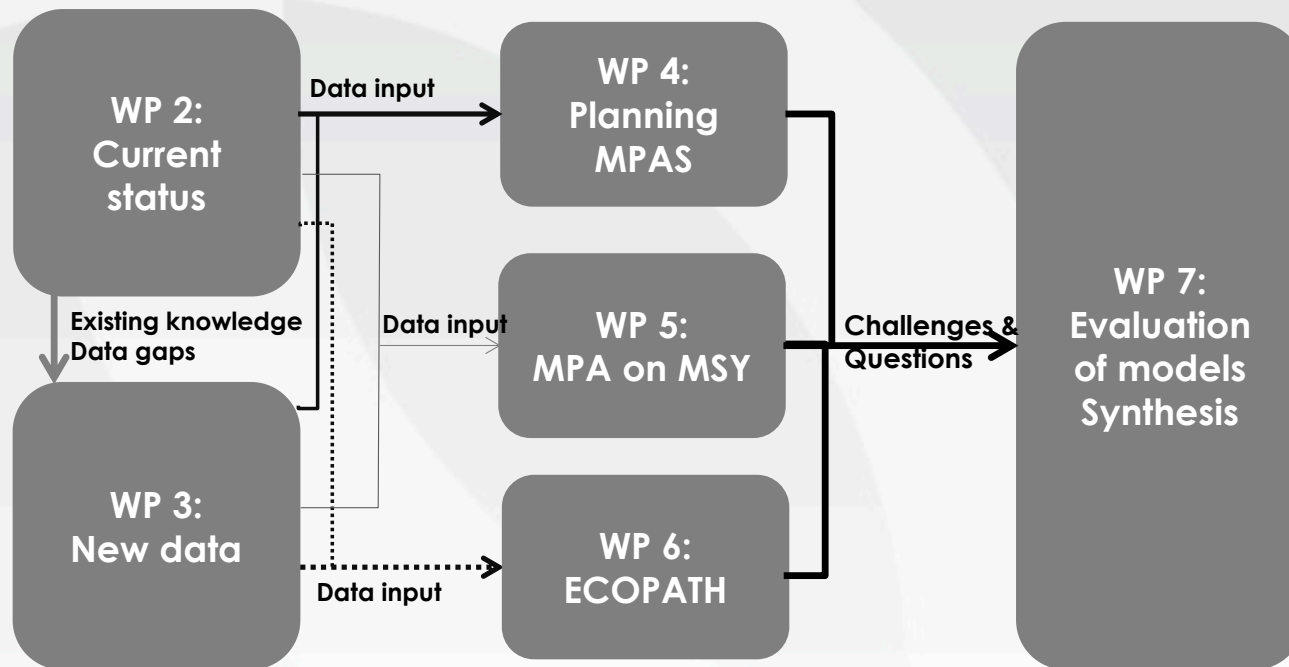 WP 2:
Current
status
Data input
WP 4:
Planning
MPAS
Existing knowledge
Data gaps
Data input
WP 5:
MPA on MSY
Challenges &
Questions
WP 7:
Evaluation
of models
Synthesis
WP 3:
New data
Data input
WP 6:
ECOPATH